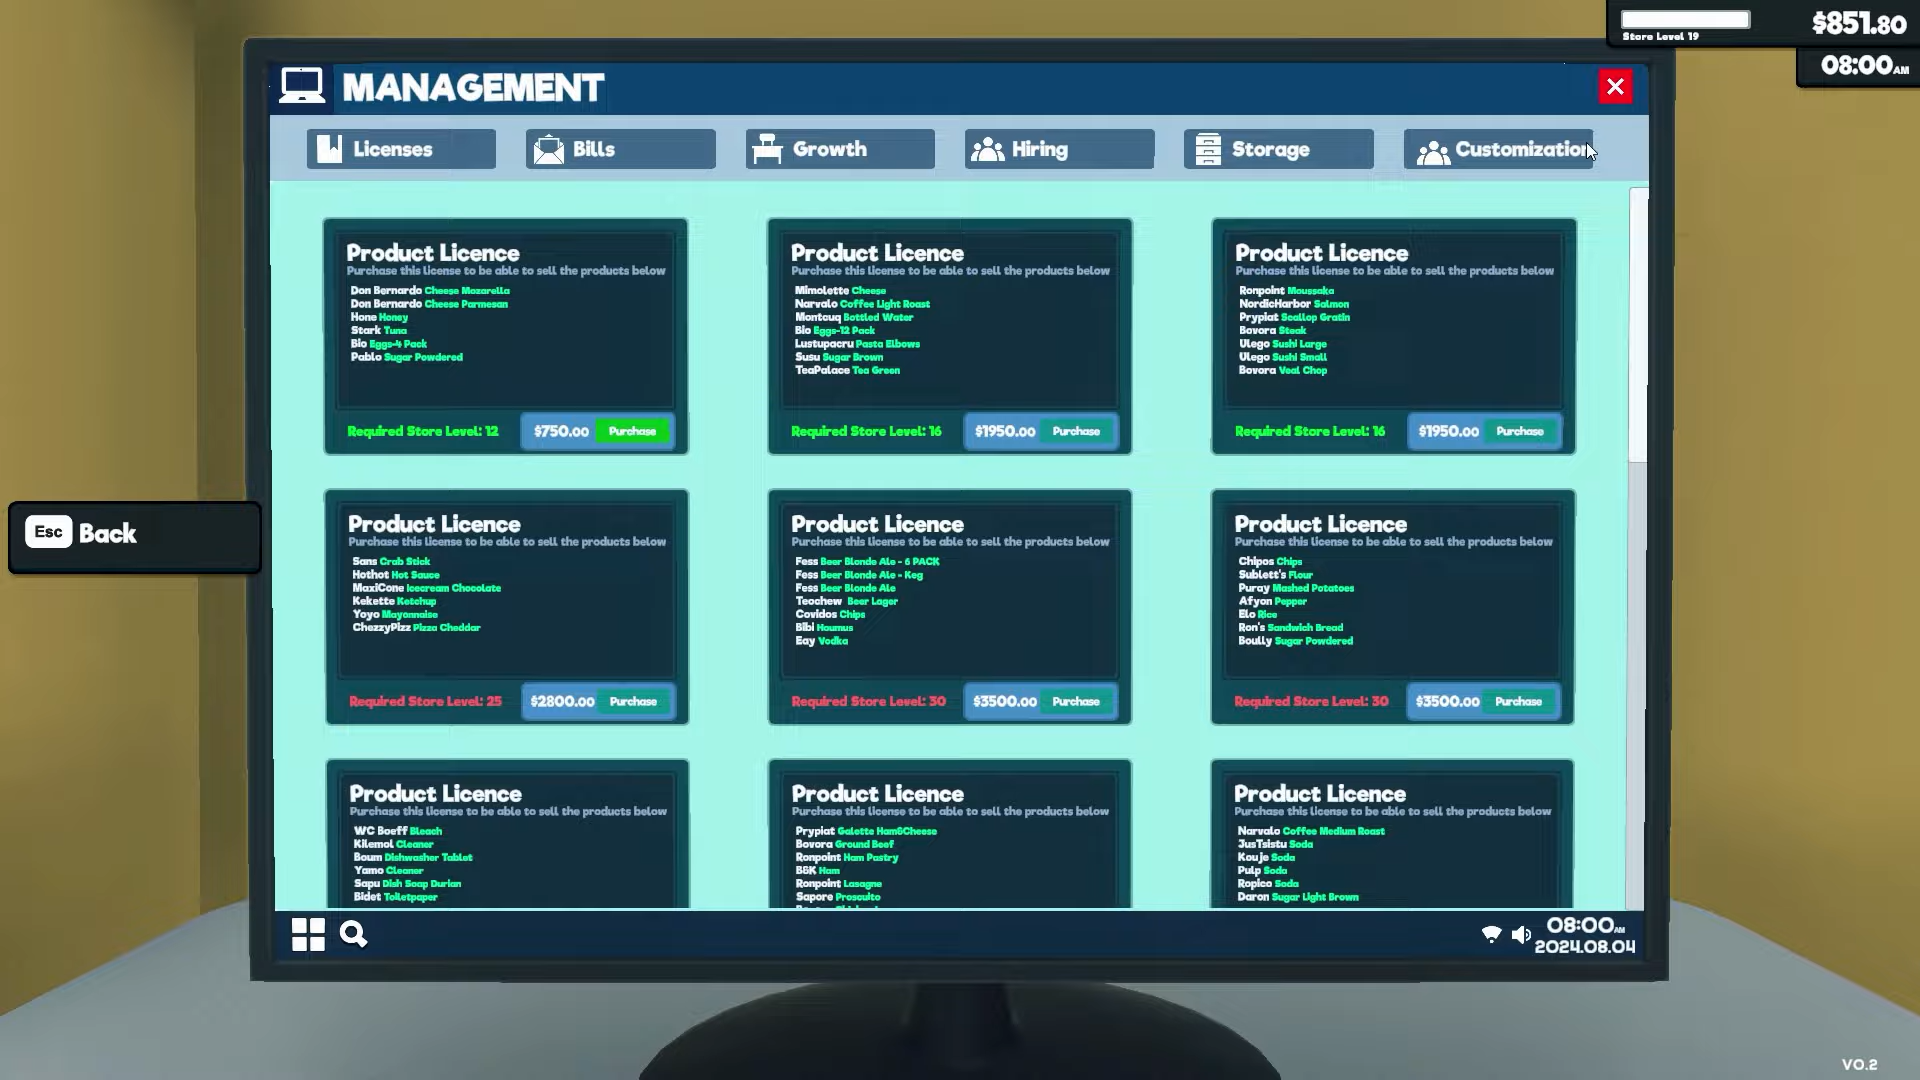 $851.80
Store Level 19
08:00AM
MANAGEMENT
Licenses
Bills
Growth
Hiring
Storage
Customization
Product Licence
Purchase this license to be able to sell the products below
Don Bernardo Cheese Mozarella
Don Bernardo Cheese Parmesan
Hone Honey
Stark Tuna
Bio Eggs-4 Pack
Pablo Sugar Powdered
Required Store Level: 12
$750.00
Purchase
Product Licence
Purchase this license to be able to sell the products below
Mimolette Cheese
Narvalo Coffee Light Roast
Montcuq Bottled Water
Bio Eggs-12 Pack
Lustupacru Pasta Elbows
Susu Sugar Brown
TeaPalace Tea Green
Required Store Level: 16
$1950.00
Purchase
Product Licence
Purchase this license to be able to sell the products below
Ronpoint Moussaka
NordicHarbor Salmon
Prypiat Scallop Gratin
Bovora Steak
Ulego Sushi Large
Ulego Sushi Small
Bovora Veal Chop
Required Store Level: 16
$1950.00
Purchase
Esc Back
Product Licence
Purchase this license to be able to sell the products below
Sans Crab Stick
Hothot Hot Sauce
MaxiCone Icecream Chocolate
Kekette Ketchup
Yoyo Mayonnaise
ChezzyPizz Pizza Cheddar
Required Store Level: 25
$2800.00
Purchase
Product Licence
Purchase this license to be able to sell the products below
Fess Beer Blonde Ale - 6 PACK
Fess Beer Blonde Ale - Keg
Fess Beer Blonde Ale
Teochew Beer Lager
Covidos Chips
Bibi Houmus
Eay Vodka
Required Store Level: 30
$3500.00
Purchase
Product Licence
Purchase this license to be able to sell the products below
Chipos Chips
Sublett's Flour
Puray Mashed Potatoes
Afyon Pepper
Elo Rice
Ron's Sandwich Bread
Boully Sugar Powdered
Required Store Level: 30
$3500.00
Purchase
Product Licence
Purchase this license to be able to sell the products below
WC Boeff Bleach
Kilemol Cleaner
Boum Dishwasher Tablet
Yamo Cleaner
Sapu Dish Soap Durian
Bidet Toiletpaper
Product Licence
Purchase this license to be able to sell the products below
Prypiat Galette Ham&Cheese
Bovora Ground Beef
Ronpoint Ham Pastry
B&K Ham
Ronpoint Lasagne
Sapore Proscuito
Product Licence
Purchase this license to be able to sell the products below
Narvalo Coffee Medium Roast
JusTsistu Soda
Kouje Soda
Pulp Soda
Ropico Soda
Daron Sugar Light Brown
08:00AM
2024.08.04
V0.2